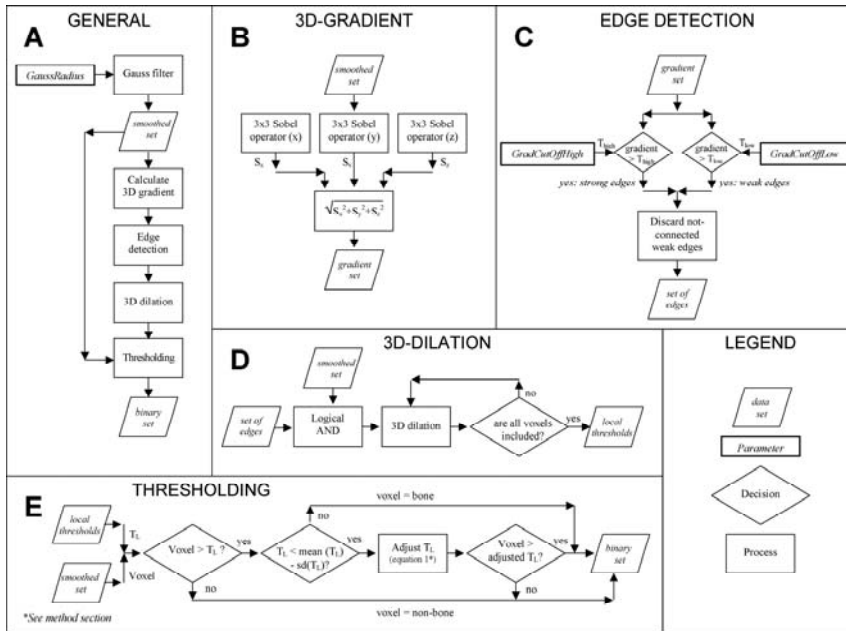 A
GENERAL
GaussRadius
Gauss filter
smoothed
set
Calculate
3D gradient
Edge
detection
3D dilation
Thresholding
binary
set
B
3D-GRADIENT
smoothed
set
3x3 Sobel
operator (x)
3x3 Sobel
operator (y)
3x3 Sobel
operator (z)
Sx
Sy
Sz
√Sx²+Sy²+Sz²
gradient
set
C
EDGE DETECTION
gradient
set
GradCutOffHigh
Thigh
gradient
> Thigh
gradient
> Tlow
Tlow
GradCutOffLow
yes: strong edges
yes: weak edges
Discard not-
connected
weak edges
set of
edges
D
3D-DILATION
smoothed
set
set of
edges
Logical
AND
3D dilation
no
are all voxels
included?
yes
local
thresholds
LEGEND
data
set
Parameter
Decision
Process
E
THRESHOLDING
voxel = bone
local
thresholds
TL
smoothed
set
Voxel
Voxel > TL ?
yes
no
TL < mean (TL)
- sd(TL)?
no
yes
Adjust TL
(equation 1*)
Voxel >
adjusted TL?
yes
no
binary
set
voxel = non-bone
*See method section